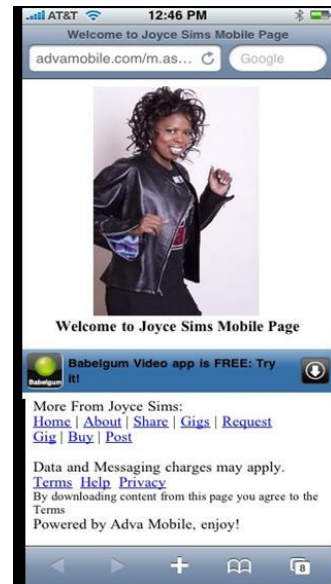 AT&T 12:46 PM
Welcome to Joyce Sims Mobile Page
advamobile.com/m.as... Google
Welcome to Joyce Sims Mobile Page
Babelgum Video app is FREE: Try
it!
Babelgum
More From Joyce Sims:
Home | About | Share | Gigs | Request
Gig | Buy | Post
Data and Messaging charges may apply.
Terms Help Privacy
By downloading content from this page you agree to the
Terms
Powered by Adva Mobile, enjoy!
8